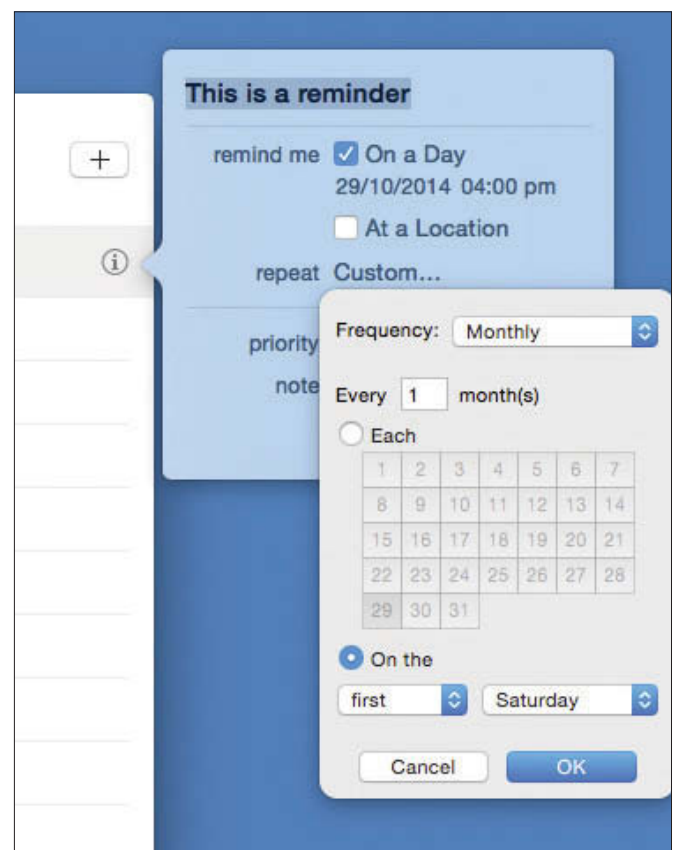 This is a reminder
+
remind me On a Day
29/10/2014 04:00 pm
At a Location
i
repeat Custom...
priority
note
Frequency: Monthly
Every 1 month(s)
Each
1 2 3 4 5 6 7
8 9 10 11 12 13 14
15 16 17 18 19 20 21
22 23 24 25 26 27 28
29 30 31
On the
first Saturday
Cancel OK